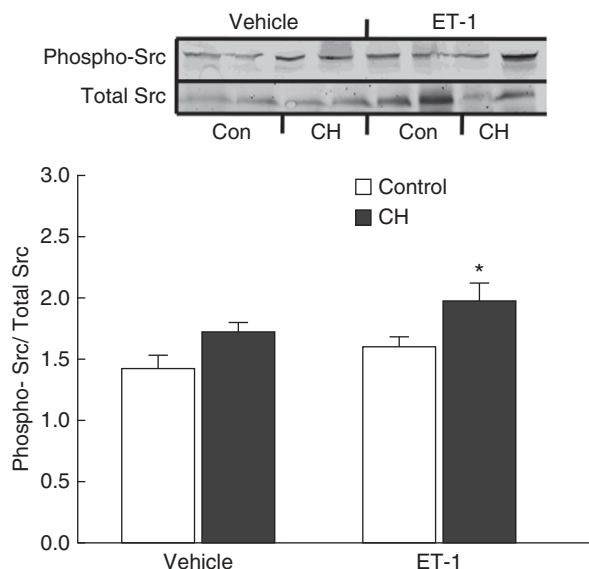 Vehicle ET-1
Phospho-Src
Total Src
Con CH Con CH
3.0
2.5
2.0
1.5
1.0
0.5
0.0
Phospho- Src/ Total Src
Control
CH
*
Vehicle ET-1